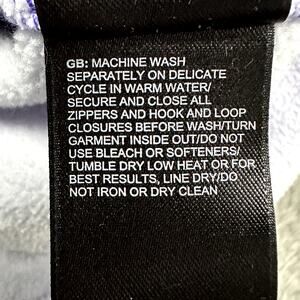 GB: MACHINE WASH
SEPARATELY ON DELICATE
CYCLE IN WARM WATER/
SECURE AND CLOSE ALL
ZIPPERS AND HOOK AND LOOP
CLOSURES BEFORE WASH/TURN
GARMENT INSIDE OUT/DO NOT
USE BLEACH OR SOFTENERS/
TUMBLE DRY LOW HEAT OR FOR
BEST RESULTS, LINE DRY/DO
NOT IRON OR DRY CLEAN